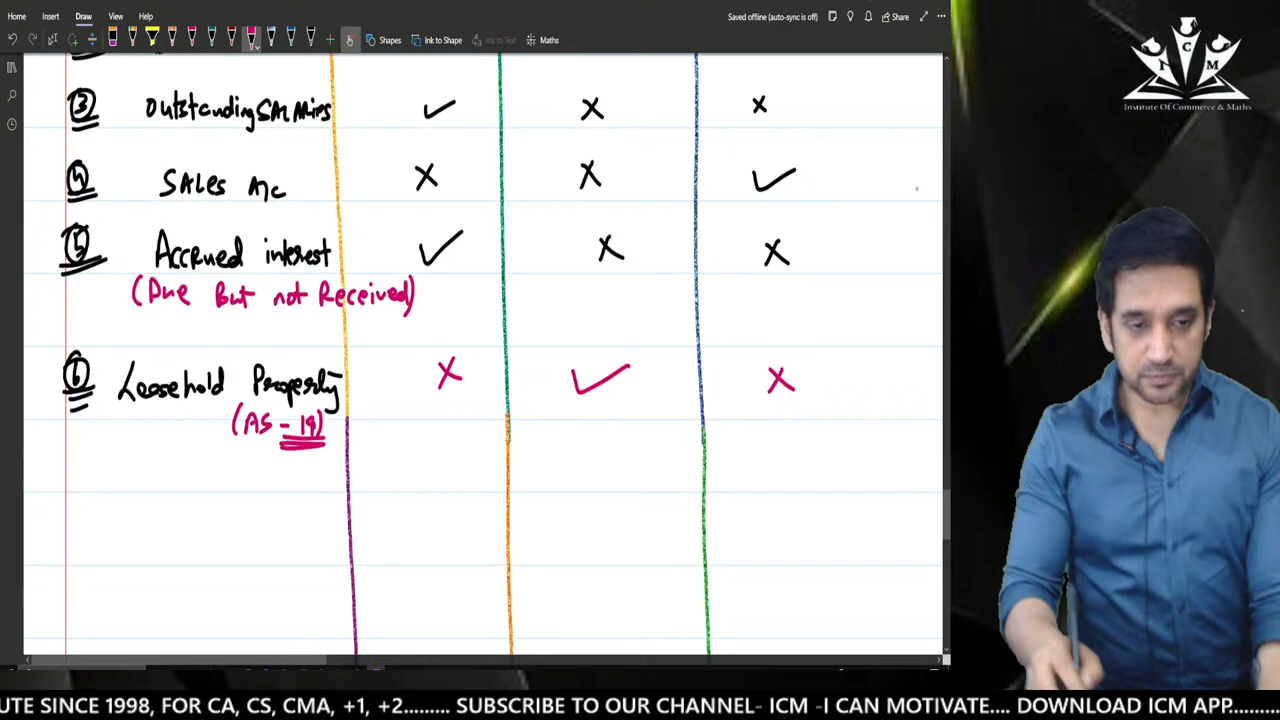 Home Insert Draw View Help Saved offline (auto-sync is off) Share
Shapes Ink to Shape Ink to Text Maths
I C M
Institute Of Commerce & Maths
③ Outstanding SALAries ✓ X X
④ SALes A/c X X ✓
⑤ Accrued interest ✓ X X
(Due But not Received)
⑥ Leasehold Property X ✓ X
(AS - 19)
UTE SINCE 1998, FOR CA, CS, CMA, +1, +2........ SUBSCRIBE TO OUR CHANNEL- ICM -I CAN MOTIVATE.... DOWNLOAD ICM APP.........